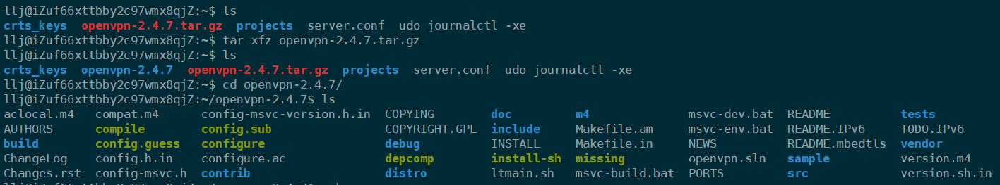 llj@iZuf66xttbby2c97wmx8qjZ:~$ ls
crts_keys  openvpn-2.4.7.tar.gz  projects  server.conf  udo journalctl -xe
llj@iZuf66xttbby2c97wmx8qjZ:~$ tar xfz openvpn-2.4.7.tar.gz
llj@iZuf66xttbby2c97wmx8qjZ:~$ ls
crts_keys  openvpn-2.4.7  openvpn-2.4.7.tar.gz  projects  server.conf  udo journalctl -xe
llj@iZuf66xttbby2c97wmx8qjZ:~$ cd openvpn-2.4.7/
llj@iZuf66xttbby2c97wmx8qjZ:~/openvpn-2.4.7$ ls
aclocal.m4   compat.m4      config-msvc-version.h.in  COPYING        doc         m4              msvc-dev.bat  README          tests
AUTHORS      compile        config.sub                COPYRIGHT.GPL  include     Makefile.am     msvc-env.bat  README.IPv6     TODO.IPv6
build        config.guess   configure                 debug          INSTALL     Makefile.in     NEWS          README.mbedtls  vendor
ChangeLog    config.h.in    configure.ac              depcomp        install-sh  missing         openvpn.sln   sample          version.m4
Changes.rst  config-msvc.h  contrib                   distro         ltmain.sh   msvc-build.bat  PORTS         src             version.sh.in